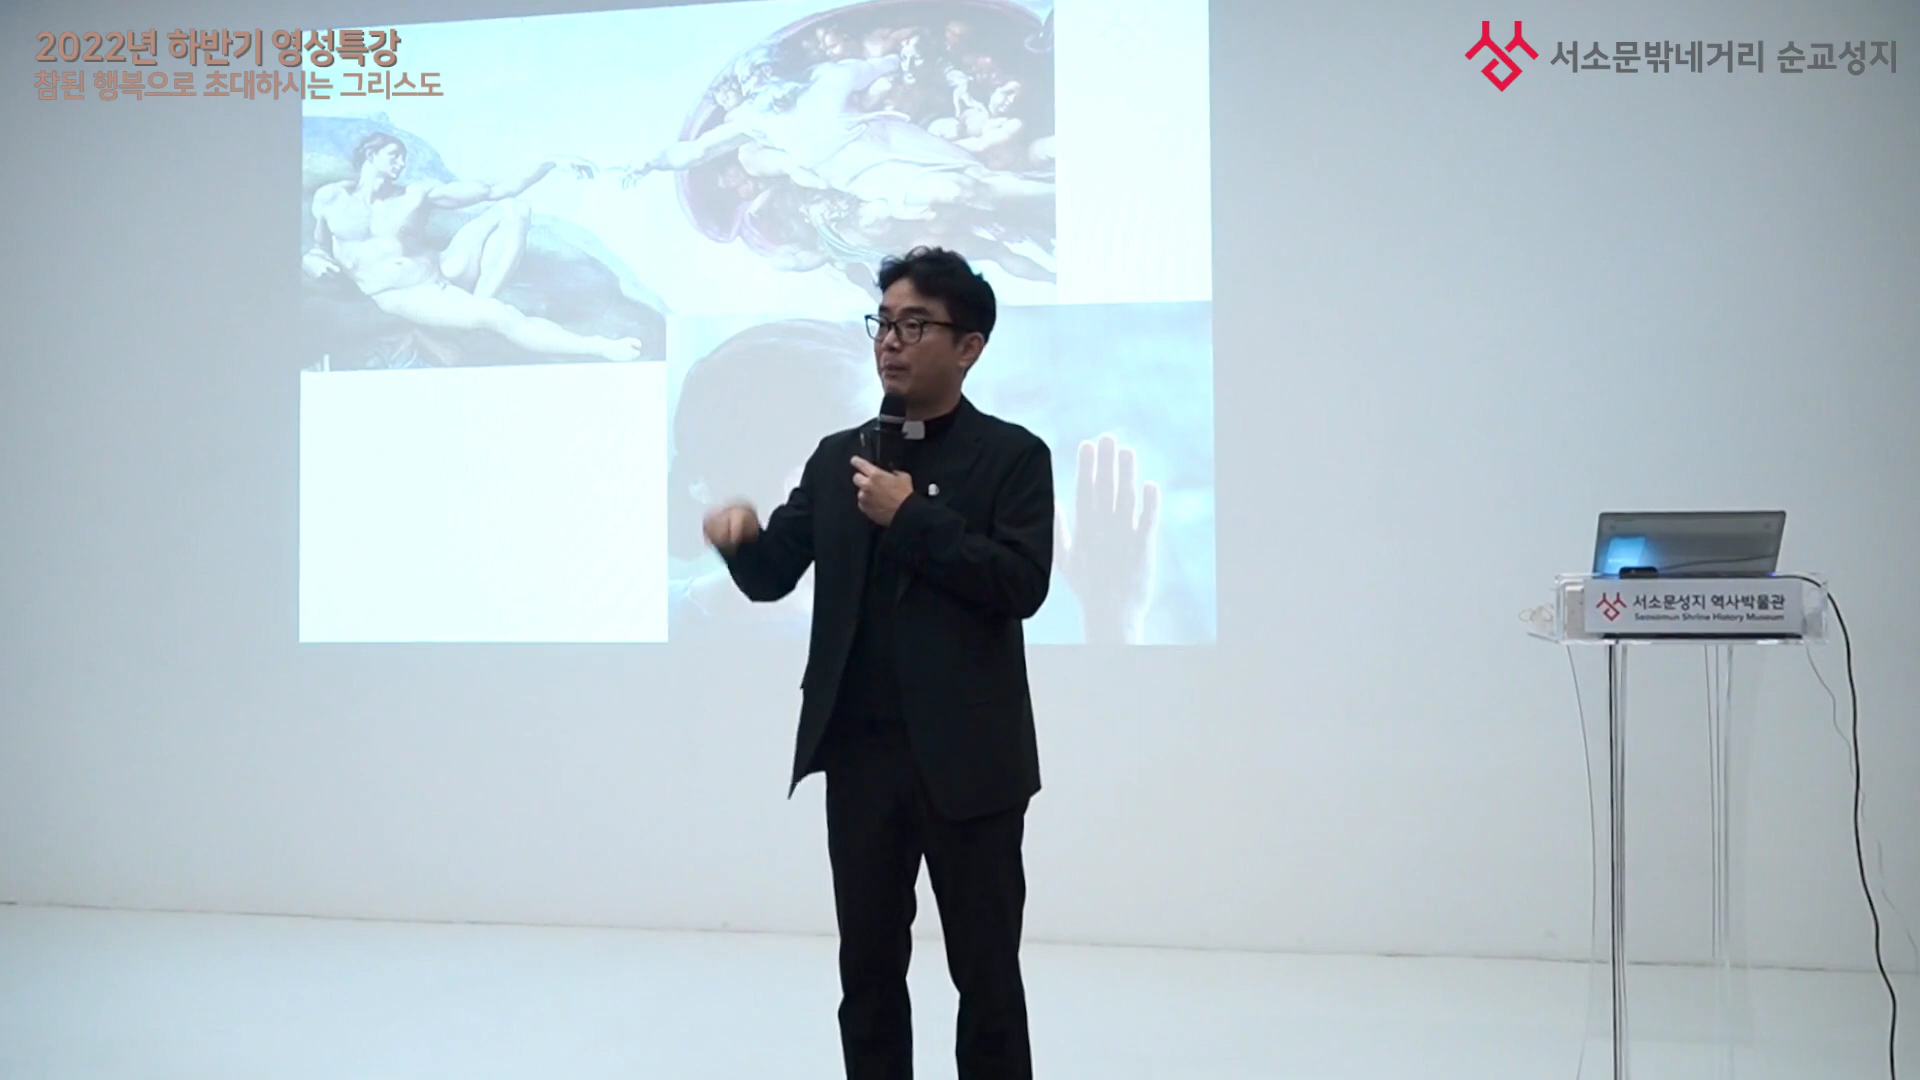 2022년 하반기 영성특강
참된 행복으로 초대하시는 그리스도
서소문밖네거리 순교성지
서소문성지 역사박물관
Seosomun Shrine History Museum